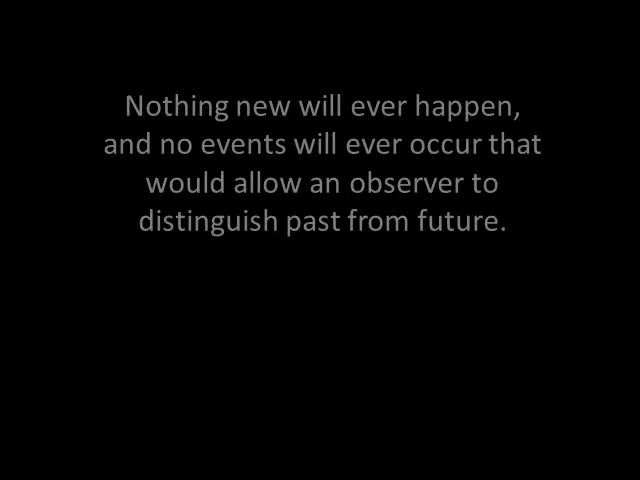 Nothing new will ever happen,
and no events will ever occur that
would allow an observer to
distinguish past from future.